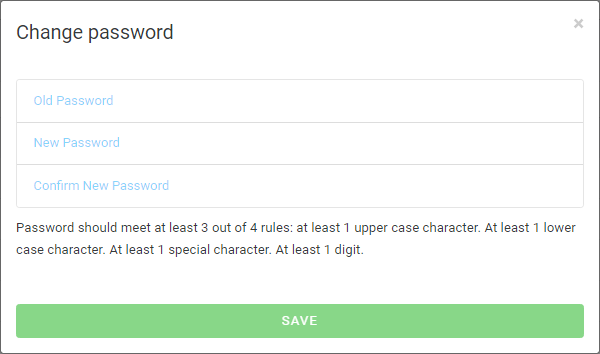 Change password
×
Old Password
New Password
Confirm New Password
Password should meet at least 3 out of 4 rules: at least 1 upper case character. At least 1 lower
case character. At least 1 special character. At least 1 digit.
SAVE